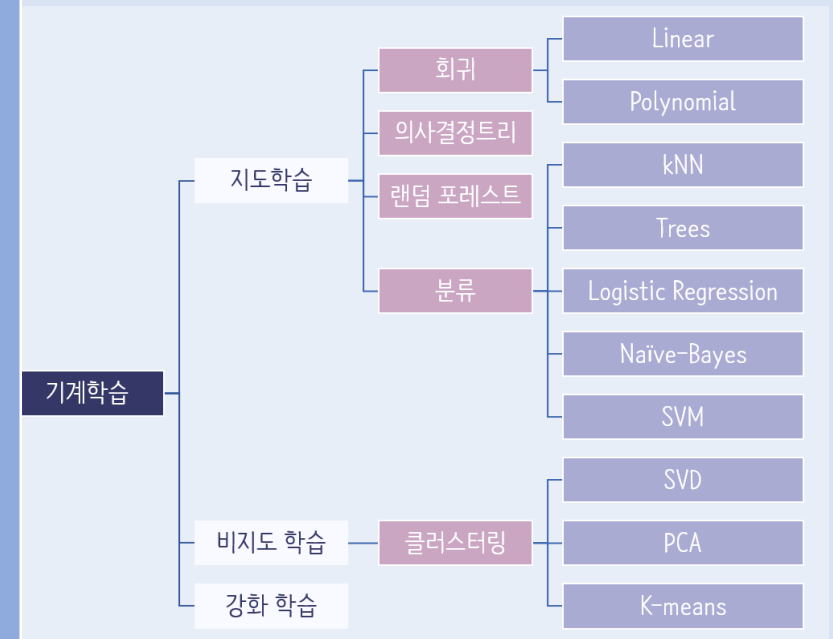 기계학습
지도학습
회귀
Linear
Polynomial
의사결정트리
랜덤 포레스트
분류
kNN
Trees
Logistic Regression
Naïve-Bayes
SVM
비지도 학습
클러스터링
SVD
PCA
K-means
강화 학습